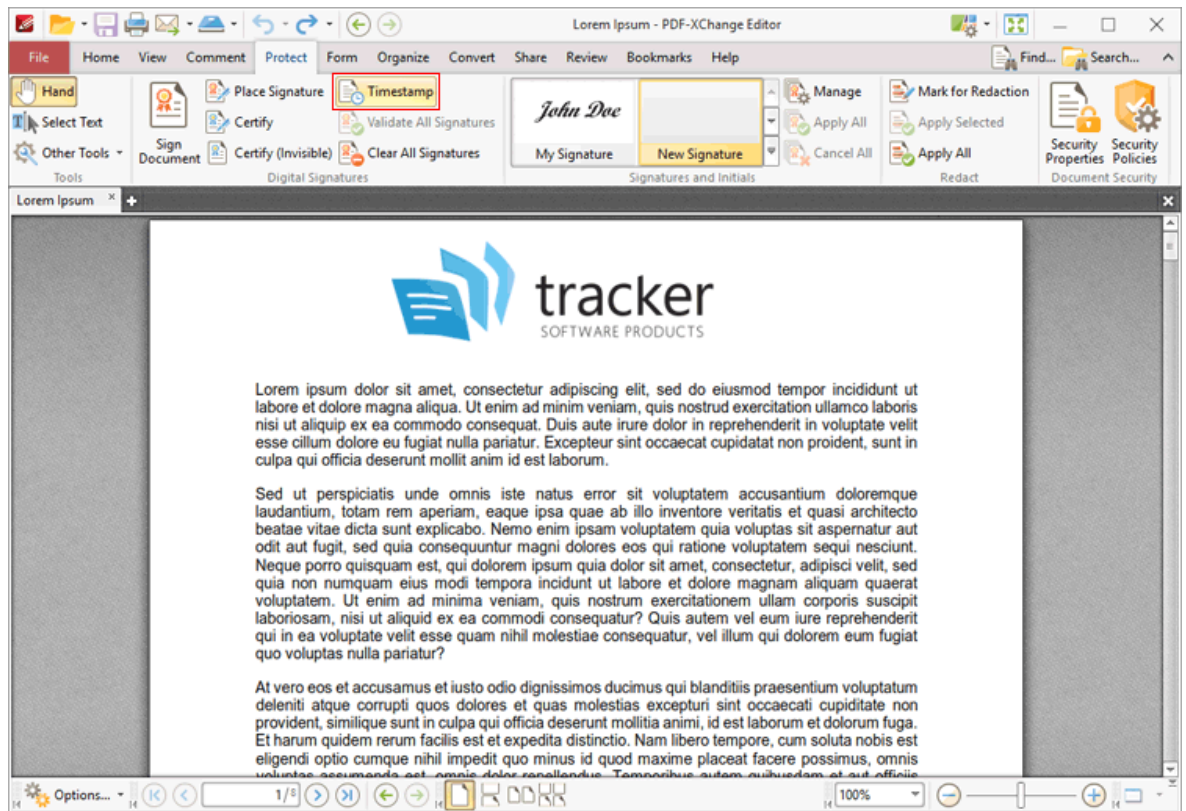 Lorem Ipsum - PDF-XChange Editor
File Home View Comment Protect Form Organize Convert Share Review Bookmarks Help Find... Search...
Hand Place Signature Timestamp Manage Mark for Redaction
Select Text Certify Validate All Signatures John Doe Apply All Apply Selected
Other Tools Sign Document Certify (Invisible) Clear All Signatures My Signature New Signature Cancel All Apply All Security Properties Security Policies
Tools Digital Signatures Signatures and Initials Redact Document Security
Lorem Ipsum
tracker
SOFTWARE PRODUCTS
Lorem ipsum dolor sit amet, consectetur adipiscing elit, sed do eiusmod tempor incididunt ut
labore et dolore magna aliqua. Ut enim ad minim veniam, quis nostrud exercitation ullamco laboris
nisi ut aliquip ex ea commodo consequat. Duis aute irure dolor in reprehenderit in voluptate velit
esse cillum dolore eu fugiat nulla pariatur. Excepteur sint occaecat cupidatat non proident, sunt in
culpa qui officia deserunt mollit anim id est laborum.
Sed ut perspiciatis unde omnis iste natus error sit voluptatem accusantium doloremque
laudantium, totam rem aperiam, eaque ipsa quae ab illo inventore veritatis et quasi architecto
beatae vitae dicta sunt explicabo. Nemo enim ipsam voluptatem quia voluptas sit aspernatur aut
odit aut fugit, sed quia consequuntur magni dolores eos qui ratione voluptatem sequi nesciunt.
Neque porro quisquam est, qui dolorem ipsum quia dolor sit amet, consectetur, adipisci velit, sed
quia non numquam eius modi tempora incidunt ut labore et dolore magnam aliquam quaerat
voluptatem. Ut enim ad minima veniam, quis nostrum exercitationem ullam corporis suscipit
laboriosam, nisi ut aliquid ex ea commodi consequatur? Quis autem vel eum iure reprehenderit
qui in ea voluptate velit esse quam nihil molestiae consequatur, vel illum qui dolorem eum fugiat
quo voluptas nulla pariatur?
At vero eos et accusamus et iusto odio dignissimos ducimus qui blanditiis praesentium voluptatum
deleniti atque corrupti quos dolores et quas molestias excepturi sint occaecati cupiditate non
provident, similique sunt in culpa qui officia deserunt mollitia animi, id est laborum et dolorum fuga.
Et harum quidem rerum facilis est et expedita distinctio. Nam libero tempore, cum soluta nobis est
eligendi optio cumque nihil impedit quo minus id quod maxime placeat facere possimus, omnis
voluptas assumenda est, omnis dolor repellendus. Temporibus autem quibusdam et aut officiis
Options... 1/8 100%